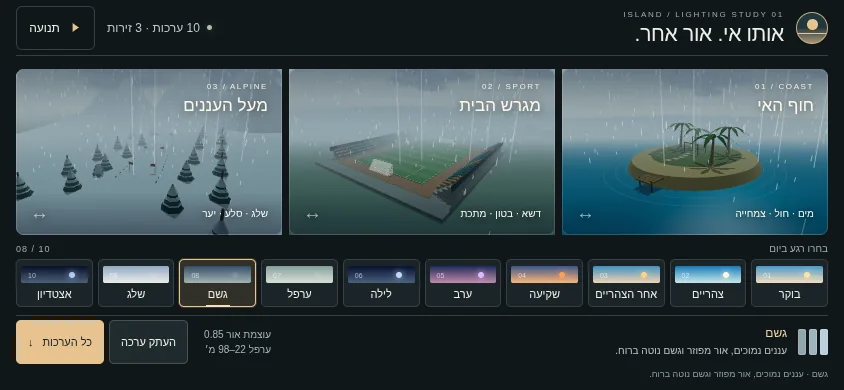 ISLAND / LIGHTING STUDY 01
אותו אי. אור אחר.
10 ערכות · 3 זירות
תנועה
01 / COAST
חוף האי
מים · חול · צמחייה
02 / SPORT
מגרש הבית
דשא · בטון · מתכת
03 / ALPINE
מעל העננים
שלג · סלע · יער
בחרו רגע ביום
08 / 10
01
בוקר
02
צהריים
03
אחר הצהריים
04
שקיעה
05
ערב
06
לילה
07
ערפל
08
גשם
09
שלג
10
אצטדיון
גשם
עננים נמוכים, אור מפוזר וגשם נוטה ברוח.
עוצמת אור 0.85
ערפל 22–98 מ׳
העתק ערכה
כל הערכות ↓
גשם · עננים נמוכים, אור מפוזר וגשם נוטה ברוח.